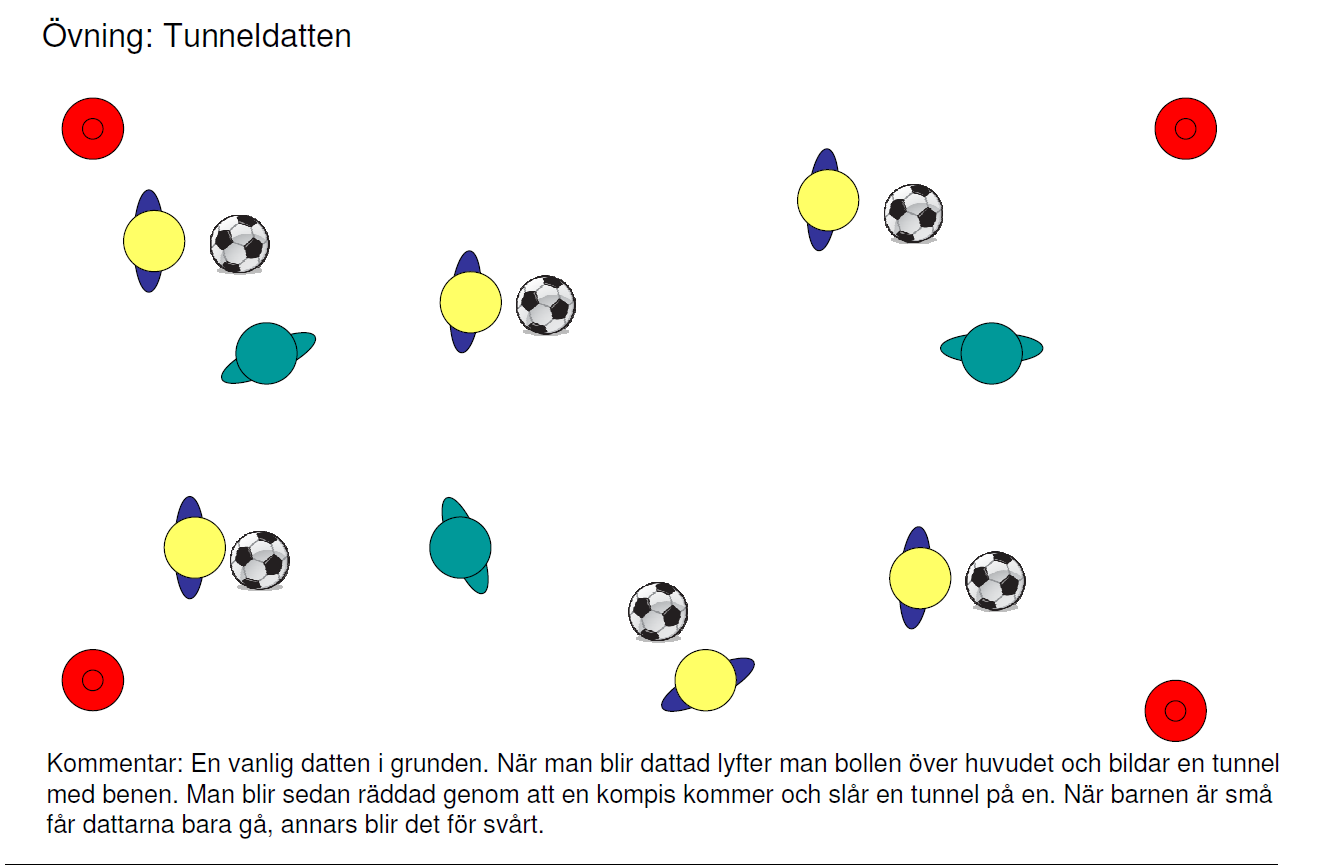 Övning: Tunneldatten
Kommentar: En vanlig datten i grunden. När man blir dattad lyfter man bollen över huvudet och bildar en tunnel
med benen. Man blir sedan räddad genom att en kompis kommer och slår en tunnel på en. När barnen är små
får dattarna bara gå, annars blir det för svårt.